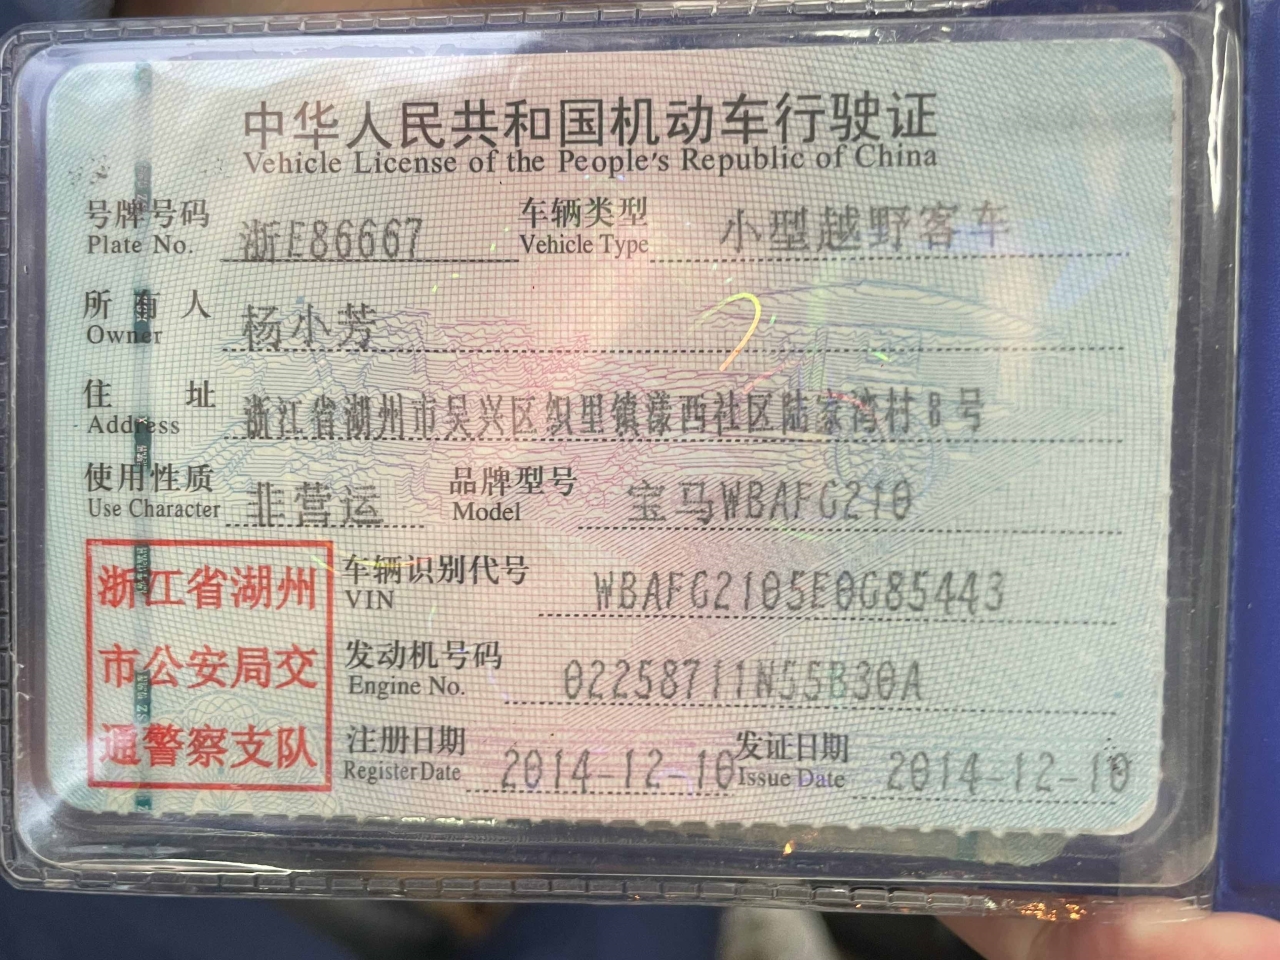 中华人民共和国机动车行驶证
Vehicle License of the People's Republic of China
号牌号码 浙E86667 车辆类型 小型越野客车
Plate No. Vehicle Type
所有人 杨小芳
Owner
住址 浙江省湖州市吴兴区织里镇漾西社区陆家湾村8号
Address
使用性质 非营运 品牌型号 宝马WBAFG210
Use Character Model
浙江省湖州
市公安局交
通警察支队
车辆识别代号 WBAFG2105E0G85443
VIN
发动机号码 02258711N55B30A
Engine No.
注册日期 2014-12-10 发证日期 2014-12-10
Register Date Issue Date